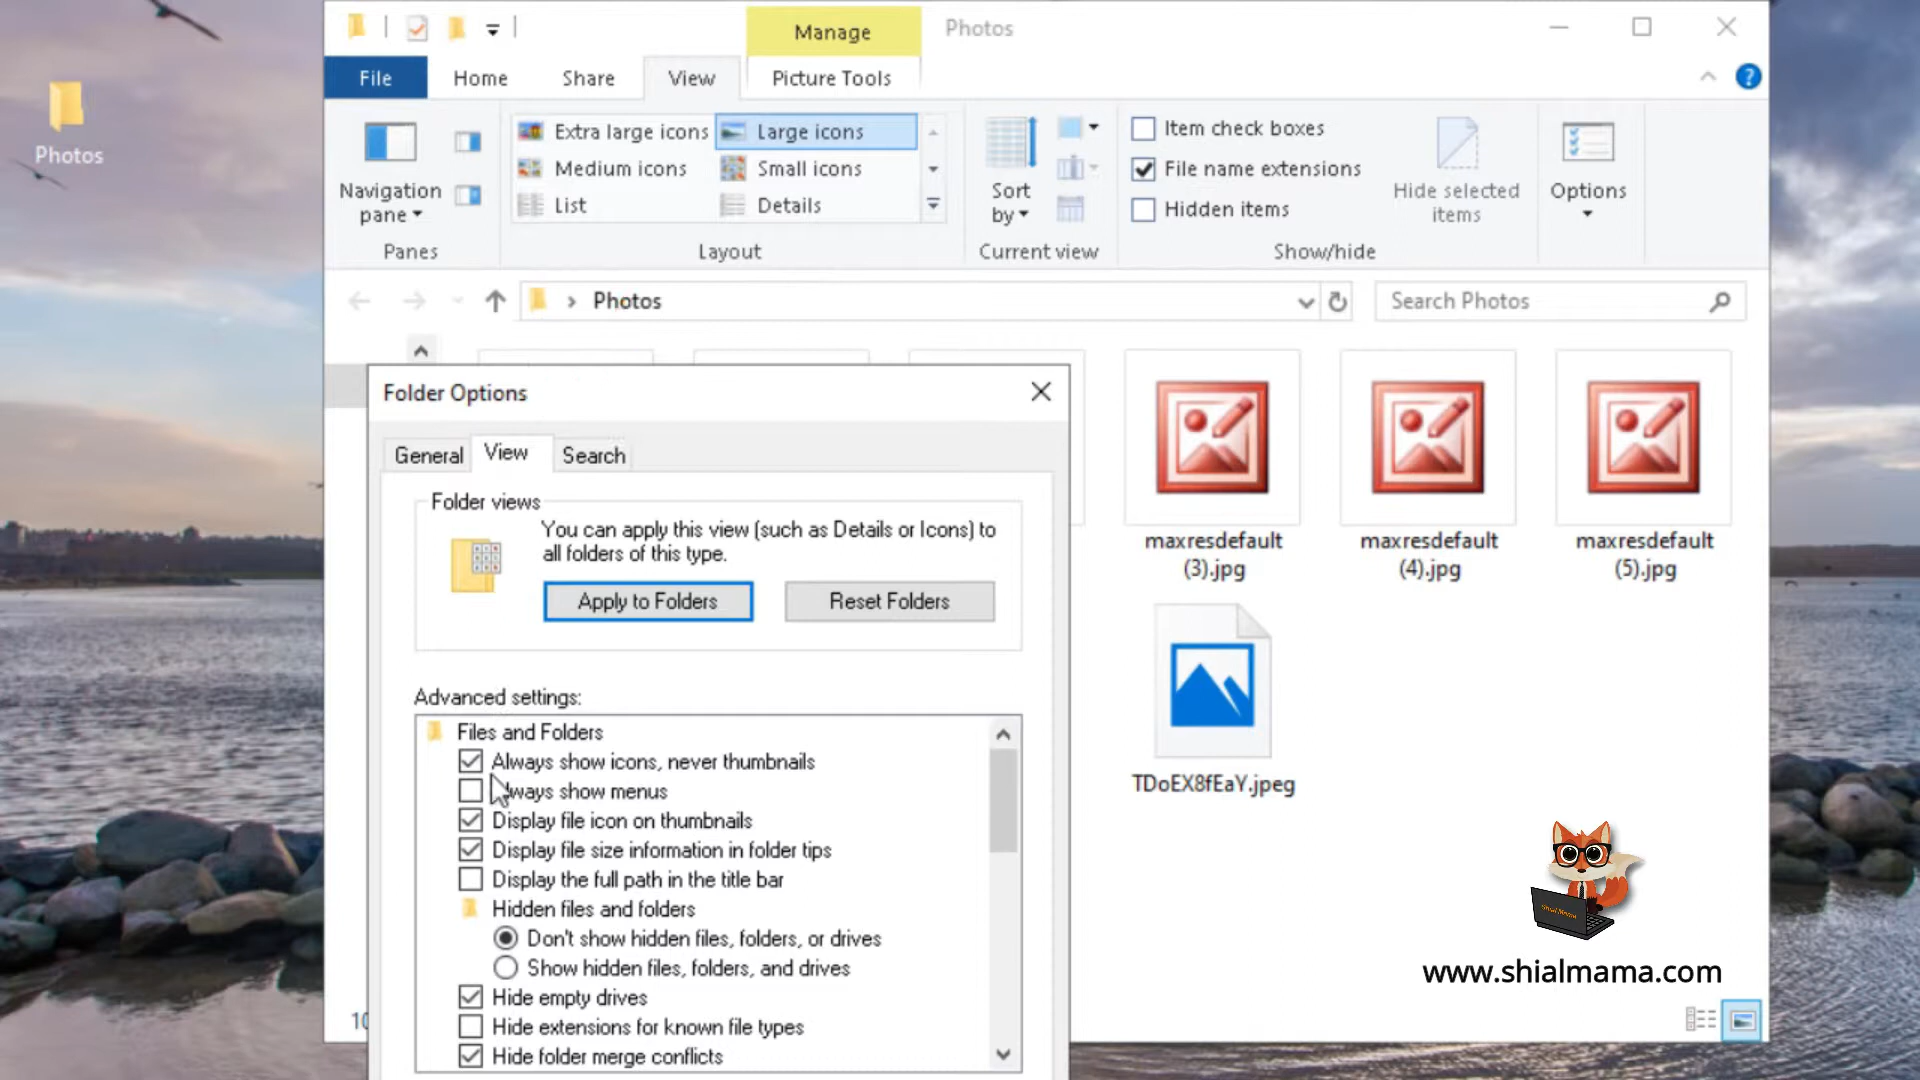 Photos
Manage
Photos
File
Home
Share
View
Picture Tools
Navigation
pane
Panes
Extra large icons
Large icons
Medium icons
Small icons
List
Details
Layout
Sort
by
Current view
Item check boxes
File name extensions
Hidden items
Hide selected
items
Show/hide
Options
Photos
Search Photos
Folder Options
General
View
Search
Folder views
You can apply this view (such as Details or Icons) to
all folders of this type.
Apply to Folders
Reset Folders
Advanced settings:
Files and Folders
Always show icons, never thumbnails
Always show menus
Display file icon on thumbnails
Display file size information in folder tips
Display the full path in the title bar
Hidden files and folders
Don't show hidden files, folders, or drives
Show hidden files, folders, and drives
Hide empty drives
Hide extensions for known file types
Hide folder merge conflicts
maxresdefault
(3).jpg
maxresdefault
(4).jpg
maxresdefault
(5).jpg
TDoEX8fEaY.jpeg
Shial Mama
www.shialmama.com